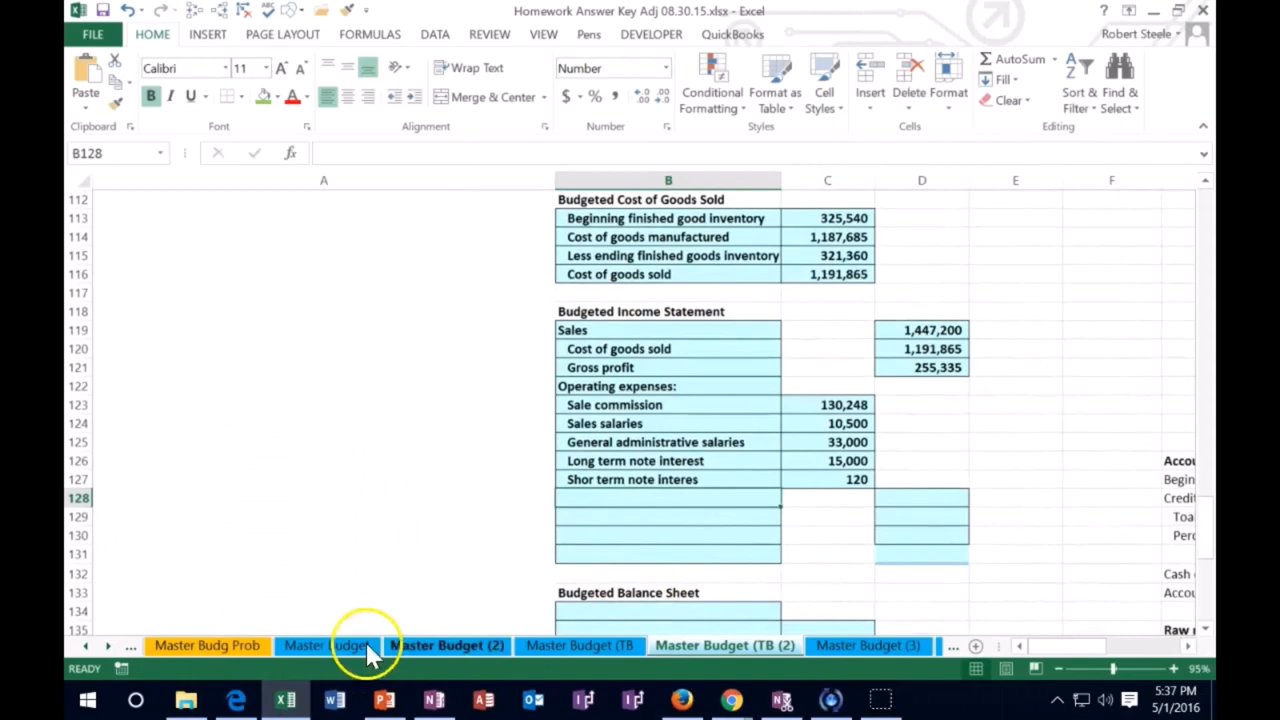 Homework Answer Key Adj 08.30.15.xlsx - Excel
FILE HOME INSERT PAGE LAYOUT FORMULAS DATA REVIEW VIEW Pens DEVELOPER QuickBooks Robert Steele
Paste
Calibri 11
B I U A
Wrap Text
Merge & Center
Number
$ % ,
Conditional Formatting
Format as Table
Cell Styles
Insert Delete Format
AutoSum
Fill
Clear
Sort & Filter
Find & Select
Clipboard Font Alignment Number Styles Cells Editing
B128 fx
A B C D E F
112 Budgeted Cost of Goods Sold
113 Beginning finished good inventory 325,540
114 Cost of goods manufactured 1,187,685
115 Less ending finished goods inventory 321,360
116 Cost of goods sold 1,191,865
117
118 Budgeted Income Statement
119 Sales 1,447,200
120 Cost of goods sold 1,191,865
121 Gross profit 255,335
122 Operating expenses:
123 Sale commission 130,248
124 Sales salaries 10,500
125 General administrative salaries 33,000
126 Long term note interest 15,000 Accou
127 Shor term note interes 120 Begin
128 Credit
129 Toa
130 Perc
131
132 Cash
133 Budgeted Balance Sheet Accou
134
135 Raw
... Master Budg Prob Master Budget Master Budget (2) Master Budget (TB Master Budget (TB (2) Master Budget (3) ...
READY 95%
5:37 PM
5/1/2016